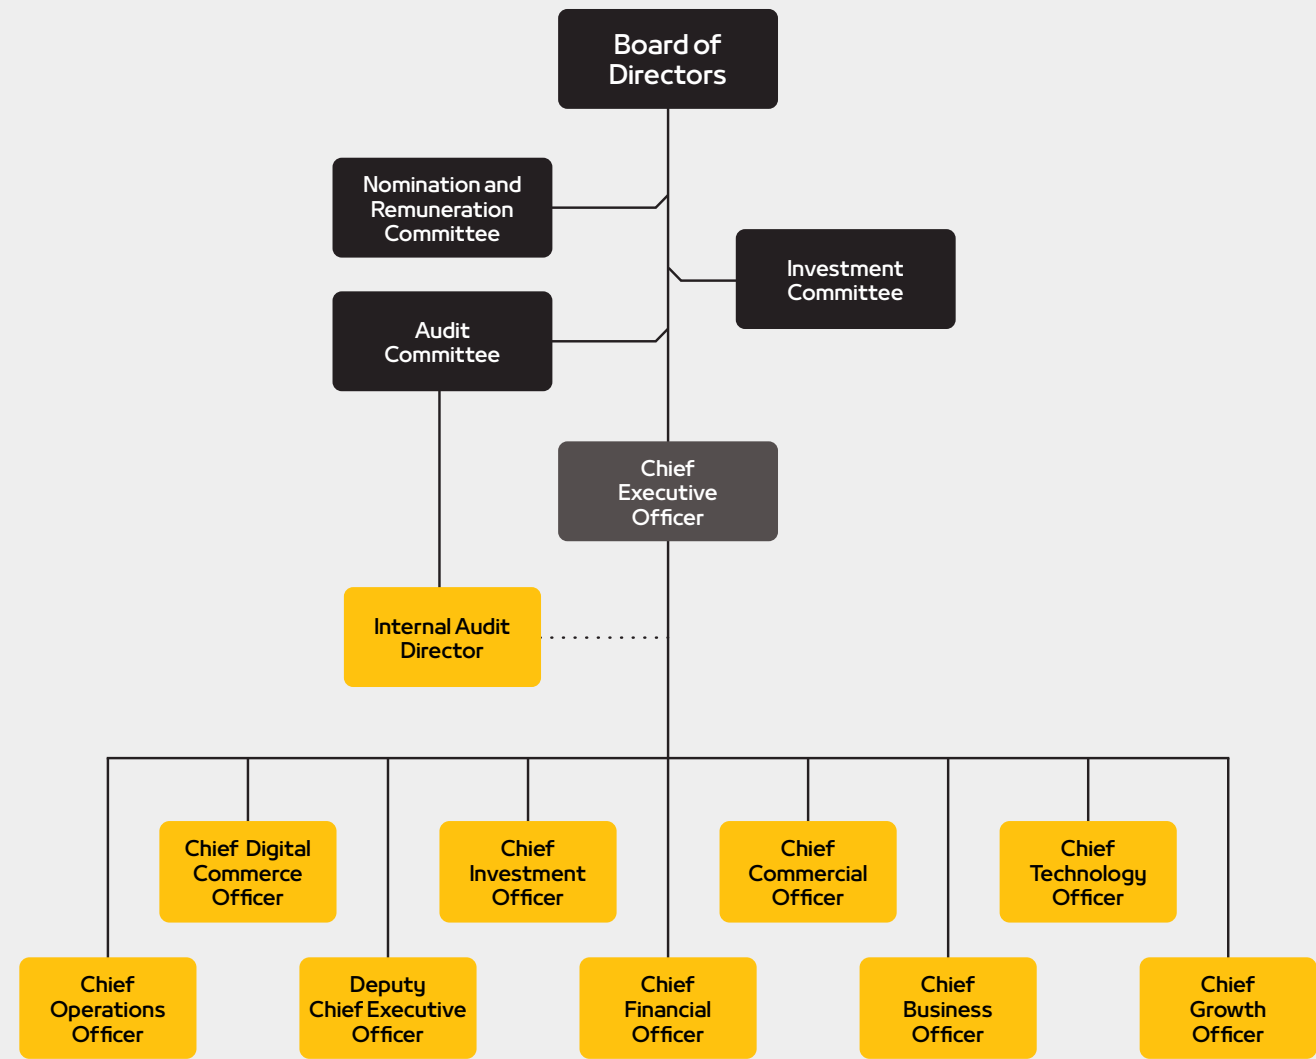 Board of
Directors
Nomination and
Remuneration
Committee
Investment
Committee
Audit
Committee
Chief
Executive
Officer
Internal Audit
Director
Chief Digital
Commerce
Officer
Chief
Investment
Officer
Chief
Commercial
Officer
Chief
Technology
Officer
Chief
Operations
Officer
Deputy
Chief Executive
Officer
Chief
Financial
Officer
Chief
Business
Officer
Chief
Growth
Officer